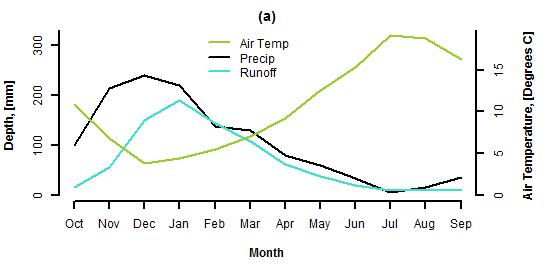 (a)
Air Temp
Precip
Runoff
Depth, [mm]
300
200
100
0
Air Temperature, [Degrees C]
15
10
5
0
Oct Nov Dec Jan Feb Mar Apr May Jun Jul Aug Sep
Month